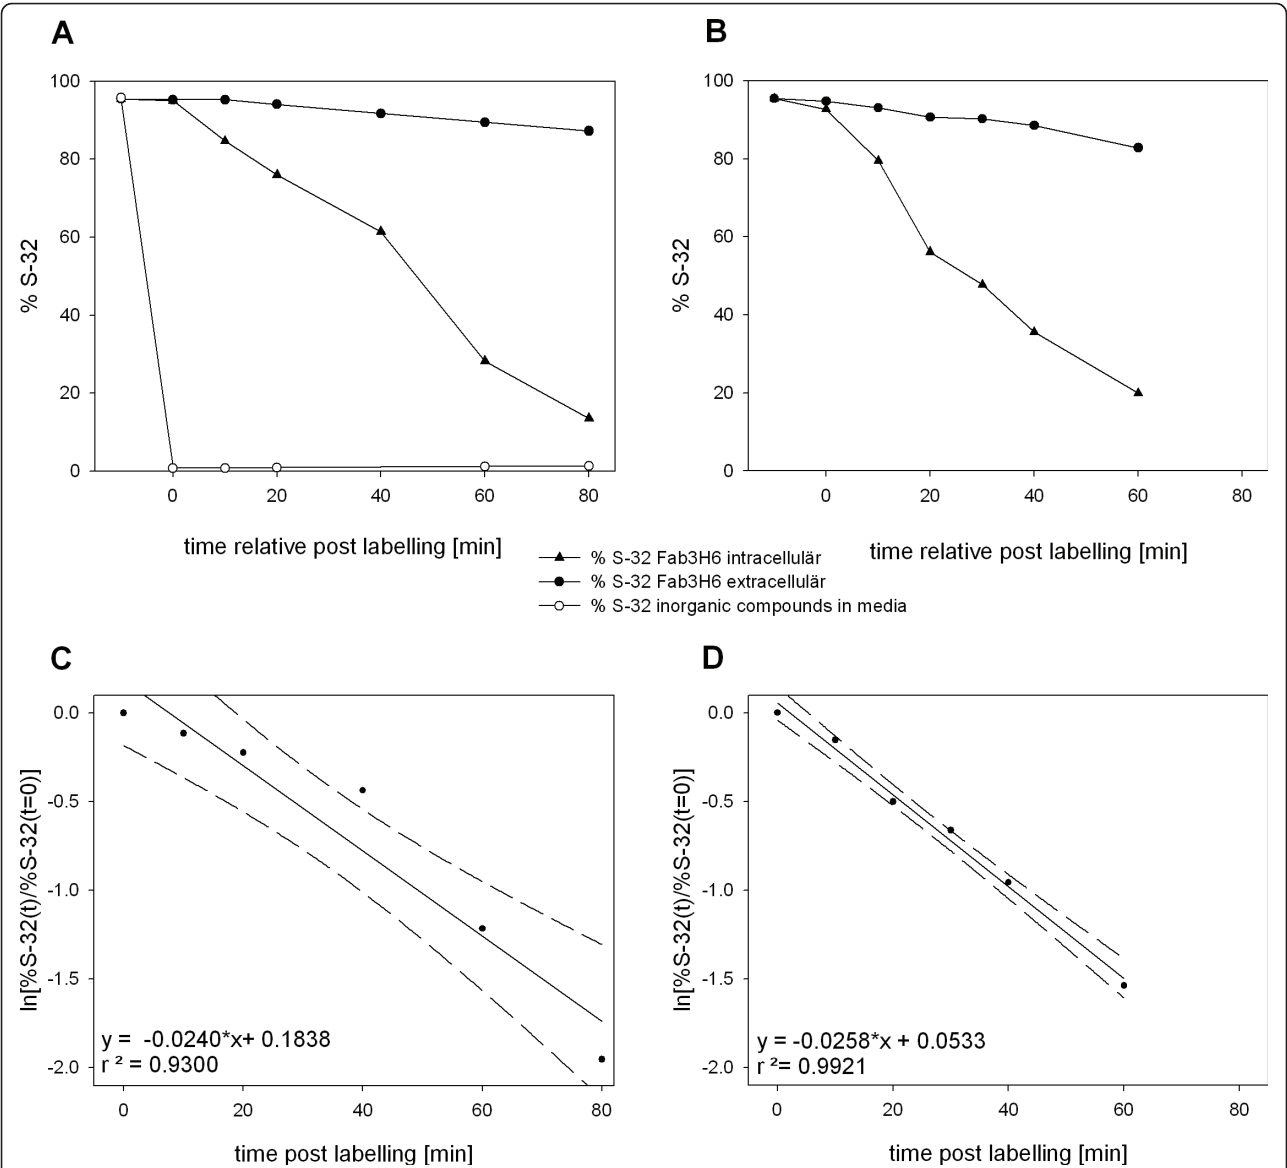 A
B
100
80
60
40
20
0
% S-32
0 20 40 60 80
time relative post labelling [min]
100
80
60
40
20
0
% S-32
0 20 40 60 80
time relative post labelling [min]
% S-32 Fab3H6 intracellulär
% S-32 Fab3H6 extracellulär
% S-32 inorganic compounds in media
C
D
0.0
-0.5
-1.0
-1.5
-2.0
ln[%S-32(t)/%S-32(t=0)]
y = -0.0240*x+ 0.1838
r ² = 0.9300
0 20 40 60 80
time post labelling [min]
0.0
-0.5
-1.0
-1.5
-2.0
ln[%S-32(t)/%S-32(t=0)]
y = -0.0258*x + 0.0533
r ²= 0.9921
0 20 40 60 80
time post labelling [min]